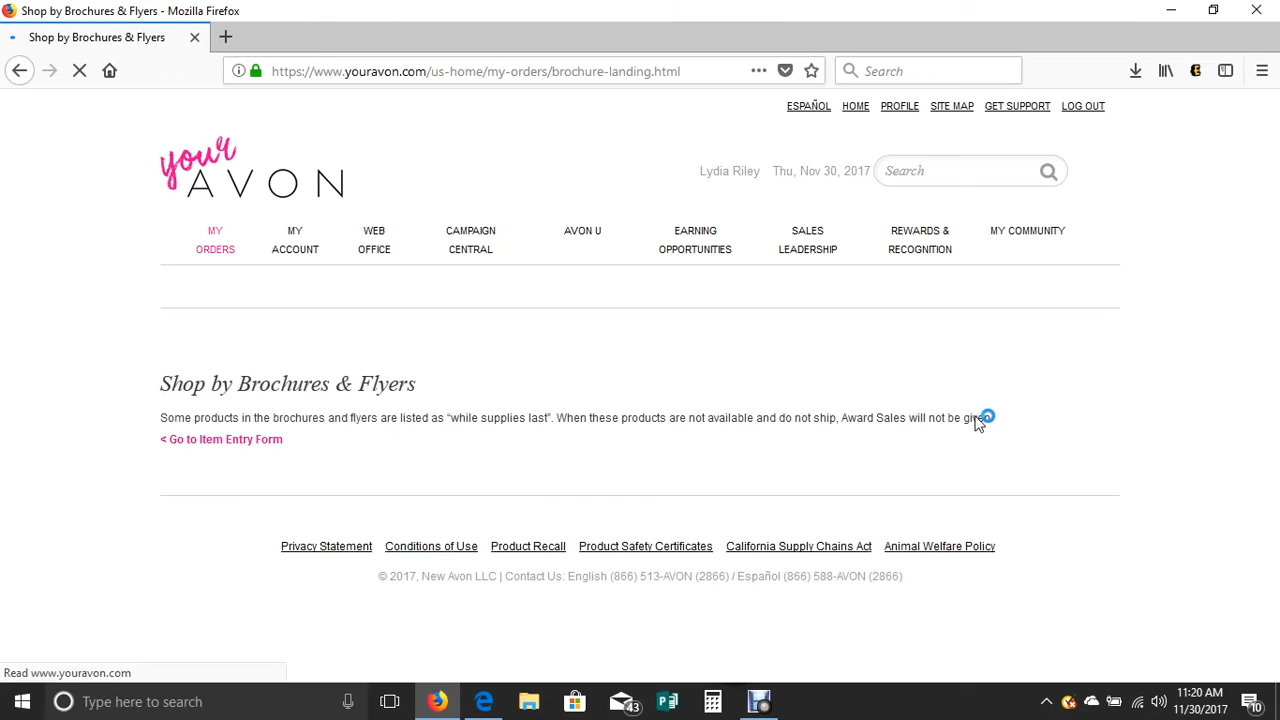 Shop by Brochures & Flyers - Mozilla Firefox
Shop by Brochures & Flyers
https://www.youravon.com/us-home/my-orders/brochure-landing.html
Search
ESPAÑOL HOME PROFILE SITE MAP GET SUPPORT LOG OUT
your AVON
Lydia Riley Thu, Nov 30, 2017 Search
MY ORDERS
MY ACCOUNT
WEB OFFICE
CAMPAIGN CENTRAL
AVON U
EARNING OPPORTUNITIES
SALES LEADERSHIP
REWARDS & RECOGNITION
MY COMMUNITY
Shop by Brochures & Flyers
Some products in the brochures and flyers are listed as “while supplies last”. When these products are not available and do not ship, Award Sales will not be given.
< Go to Item Entry Form
Privacy Statement Conditions of Use Product Recall Product Safety Certificates California Supply Chains Act Animal Welfare Policy
© 2017, New Avon LLC | Contact Us: English (866) 513-AVON (2866) / Español (866) 588-AVON (2866)
Read www.youravon.com
Type here to search
43
11:20 AM
11/30/2017
10